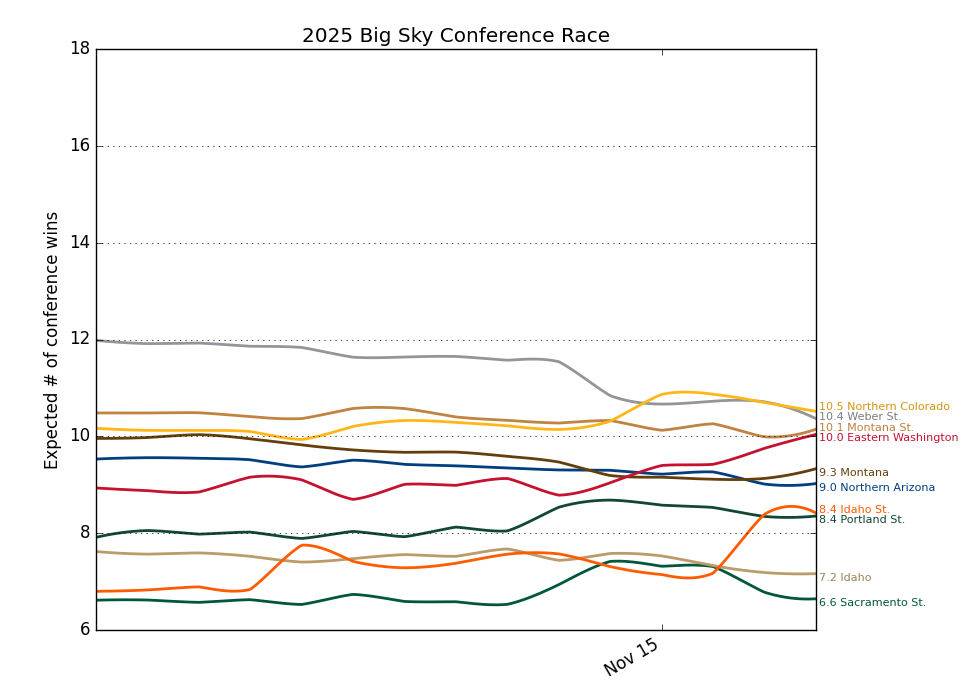 2025 Big Sky Conference Race
Expected # of conference wins
18
16
14
12
10
8
6
Nov 15
10.5 Northern Colorado
10.4 Weber St.
10.1 Montana St.
10.0 Eastern Washington
9.3 Montana
9.0 Northern Arizona
8.4 Idaho St.
8.4 Portland St.
7.2 Idaho
6.6 Sacramento St.